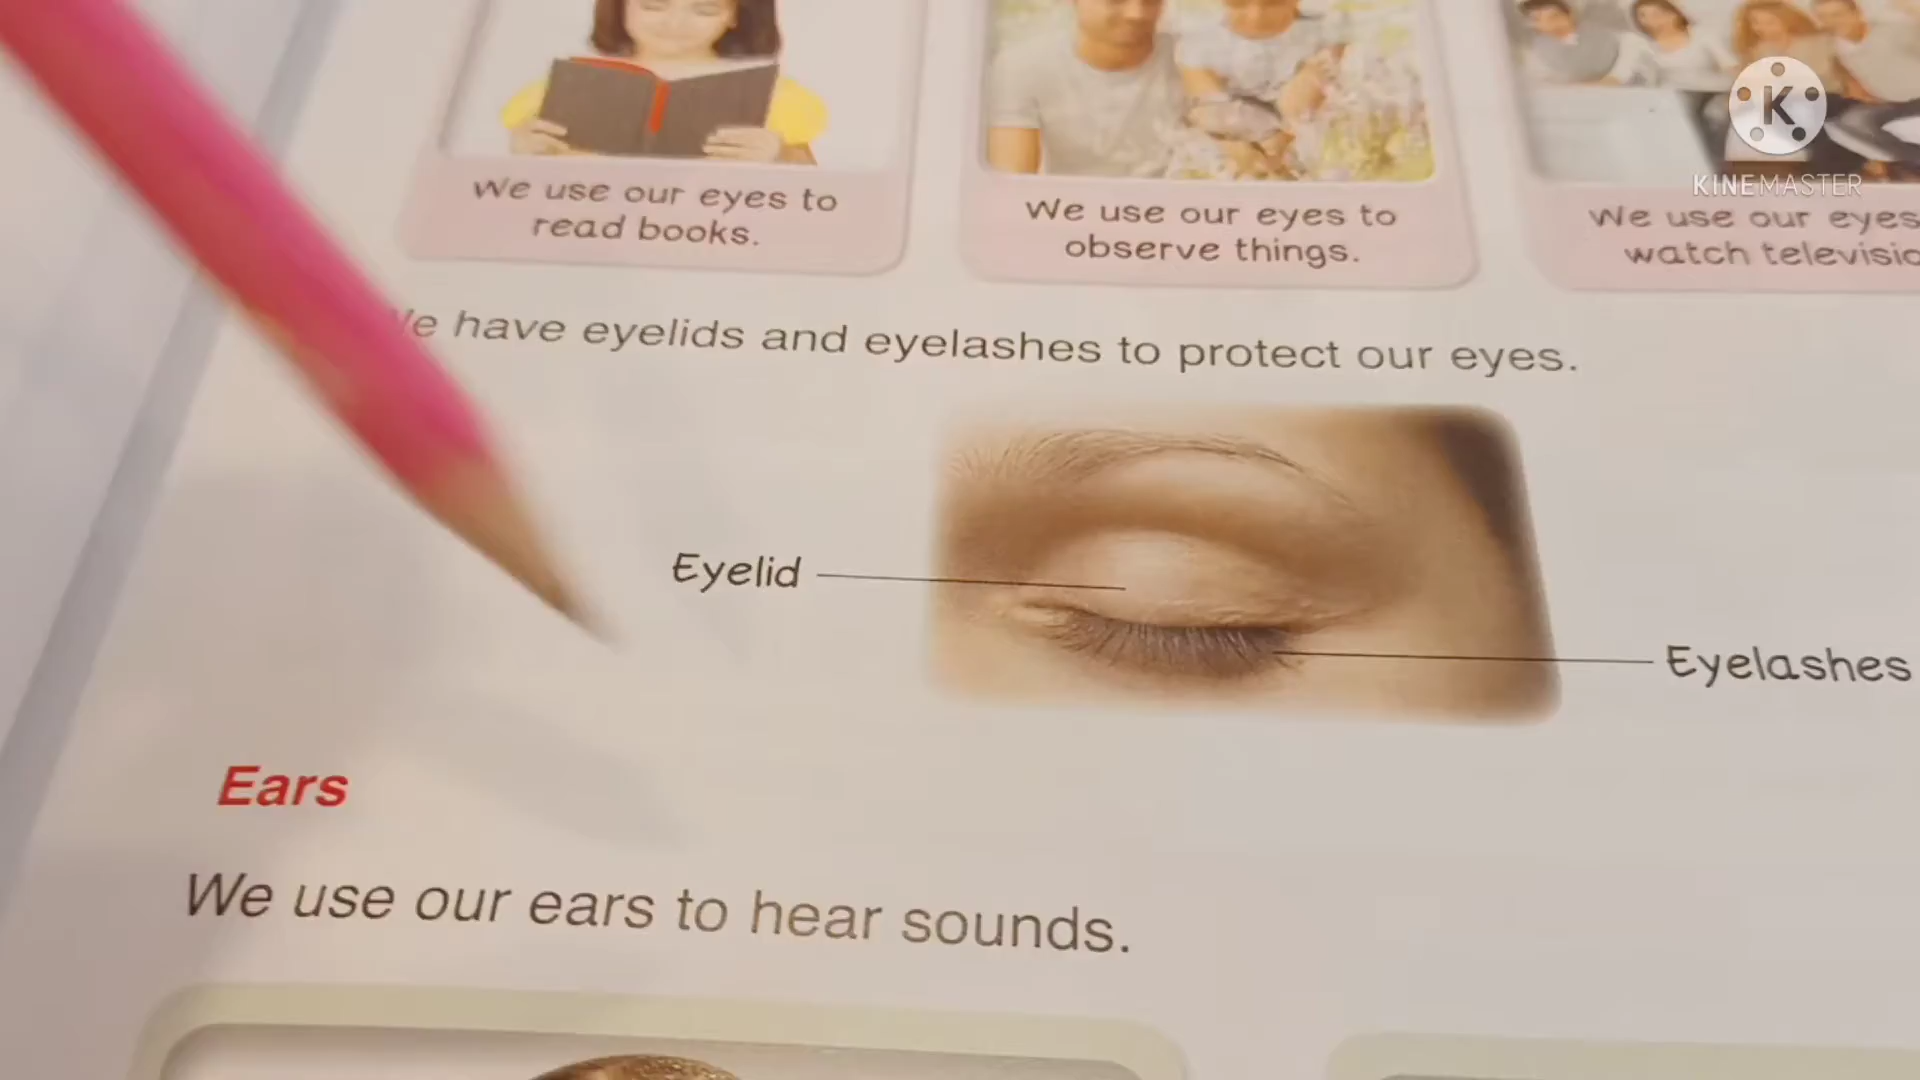 We use our eyes to
read books.
We use our eyes to
observe things.
We use our eyes
watch
K
KINEMASTER
We have eyelids and eyelashes to protect our eyes.
Eyelid
Eyelashes
Ears
We use our ears to hear sounds.